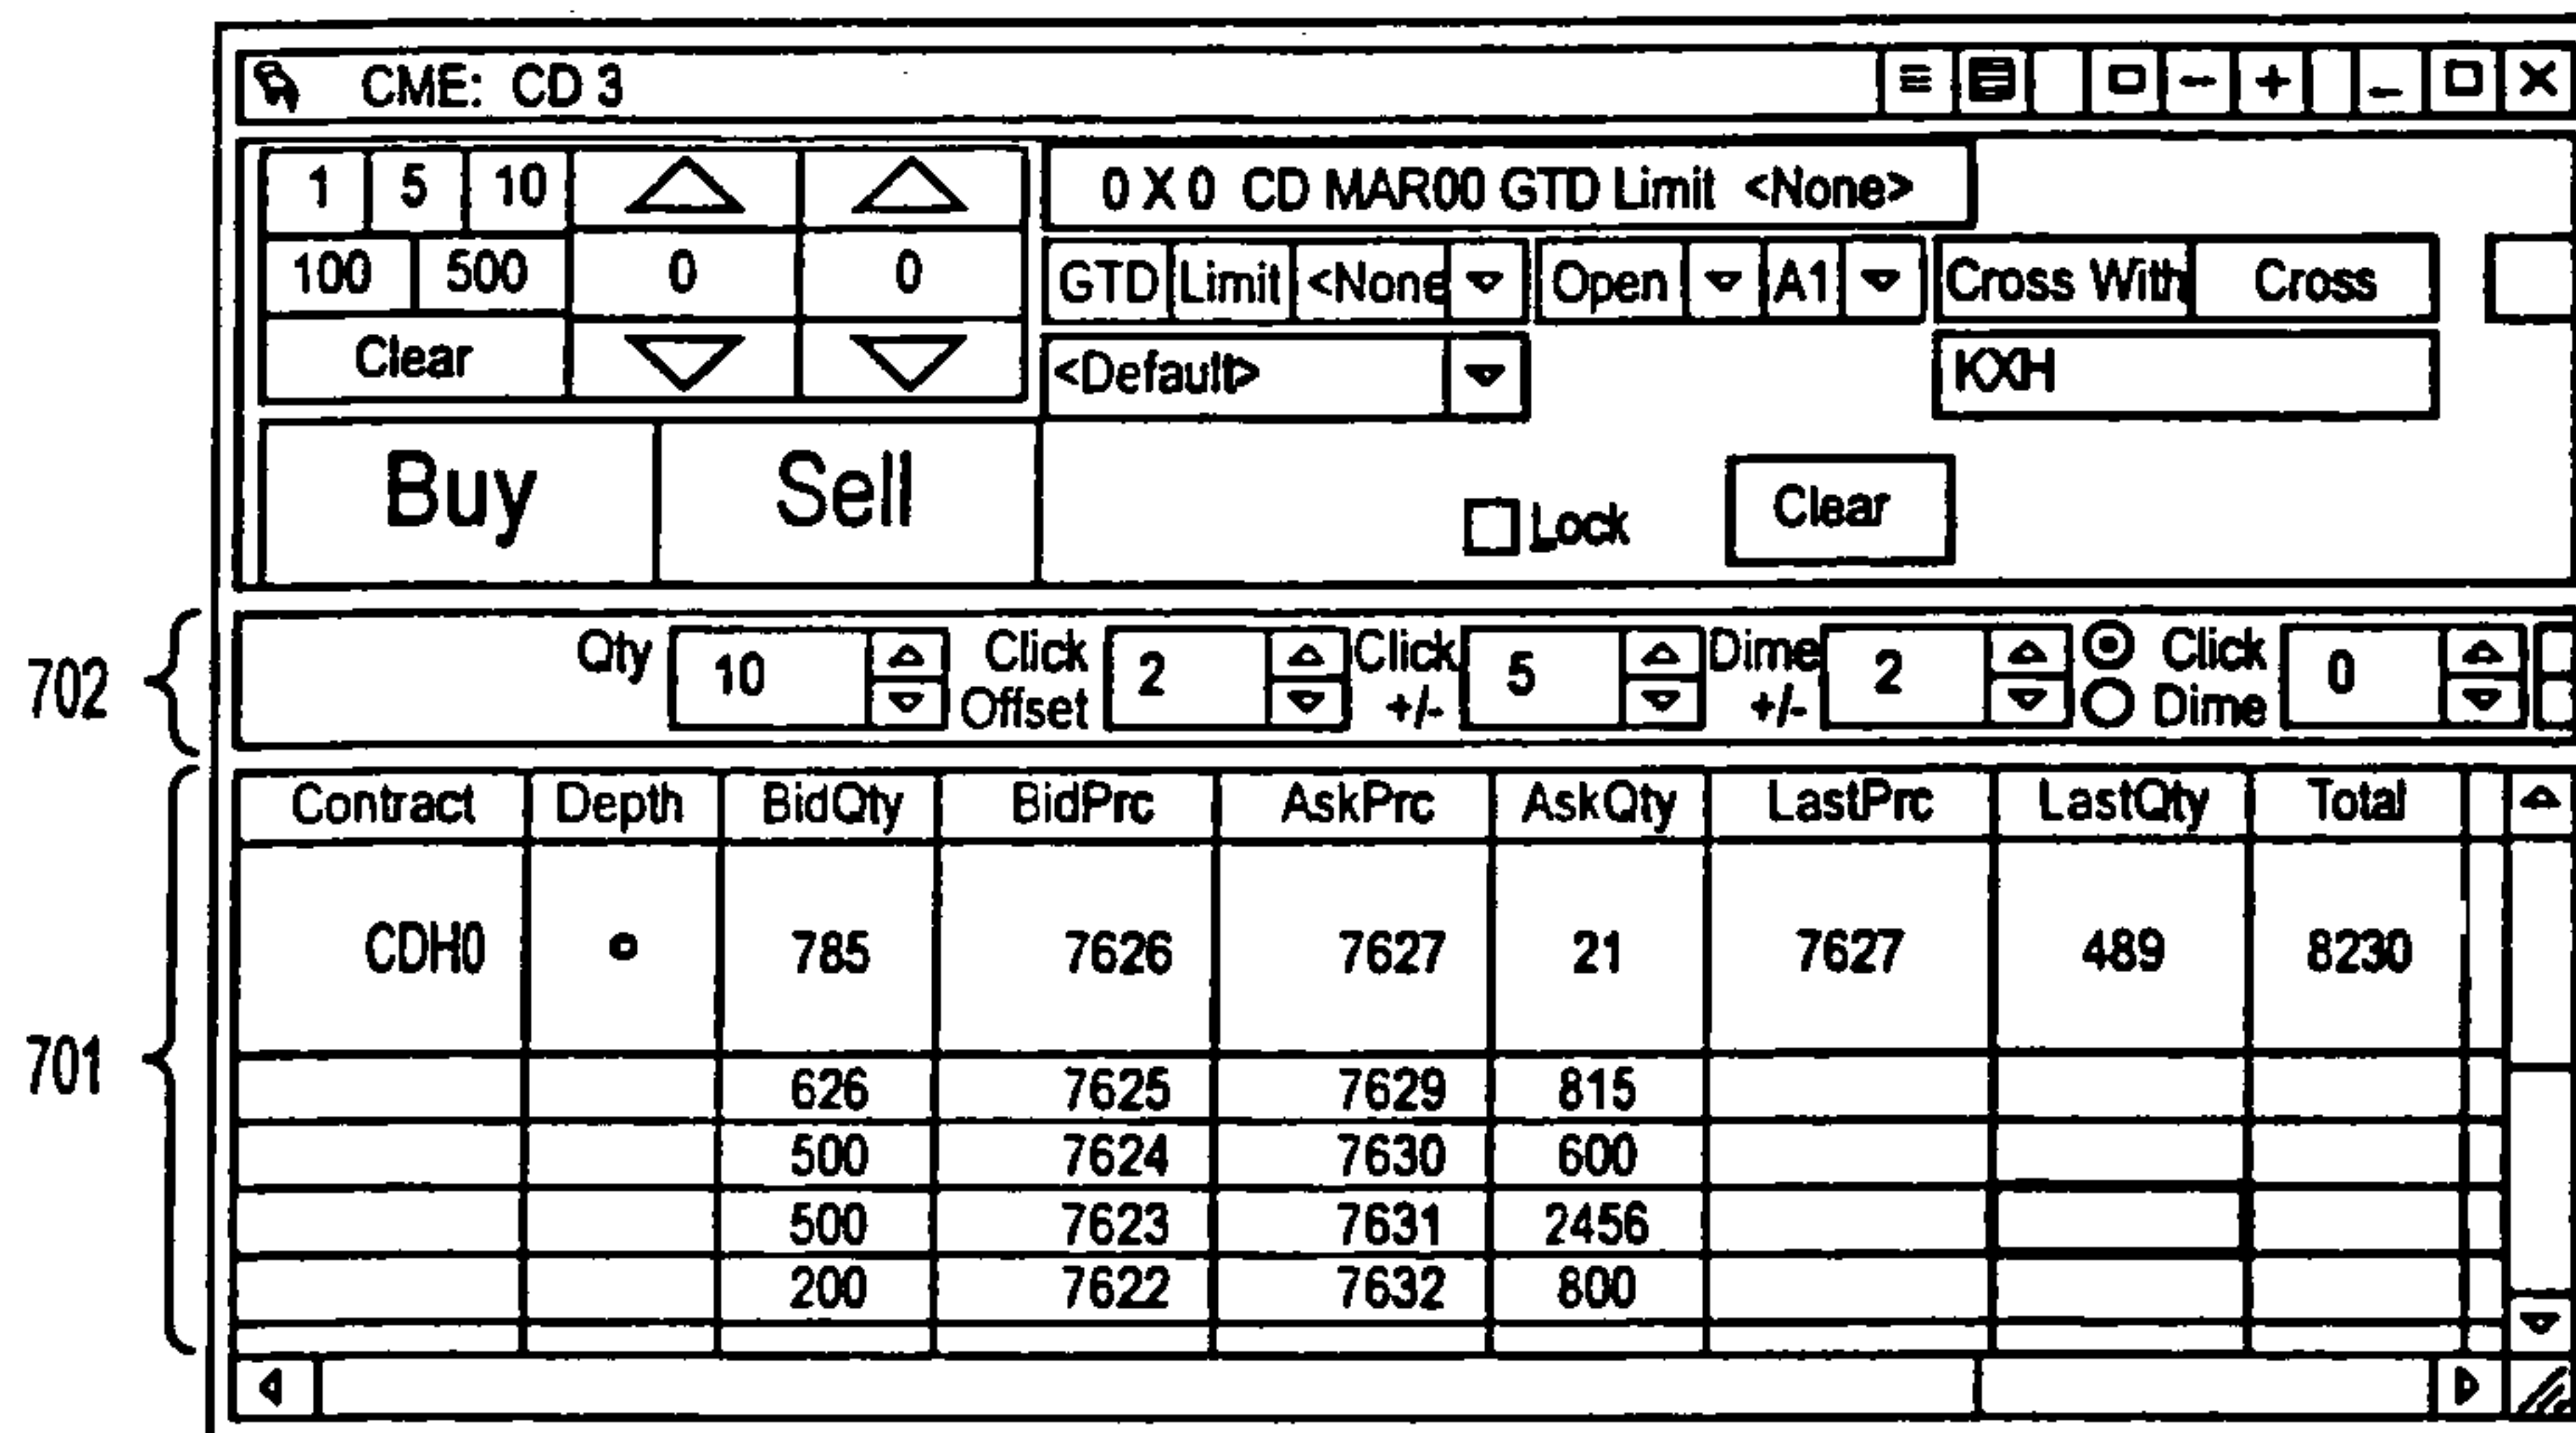 CME: CD 3
1 5 10
0 X 0 CD MAR00 GTD Limit <None>
100 500 0 0
GTD Limit <None Open A1 Cross With Cross
Clear
<Default> KXH
Buy Sell
Lock Clear
702
Qty 10 Click Offset 2 Click +/- 5 Dime +/- 2 Click Dime 0
701
Contract Depth BidQty BidPrc AskPrc AskQty LastPrc LastQty Total
CDH0 785 7626 7627 21 7627 489 8230
626 7625 7629 815
500 7624 7630 600
500 7623 7631 2456
200 7622 7632 800